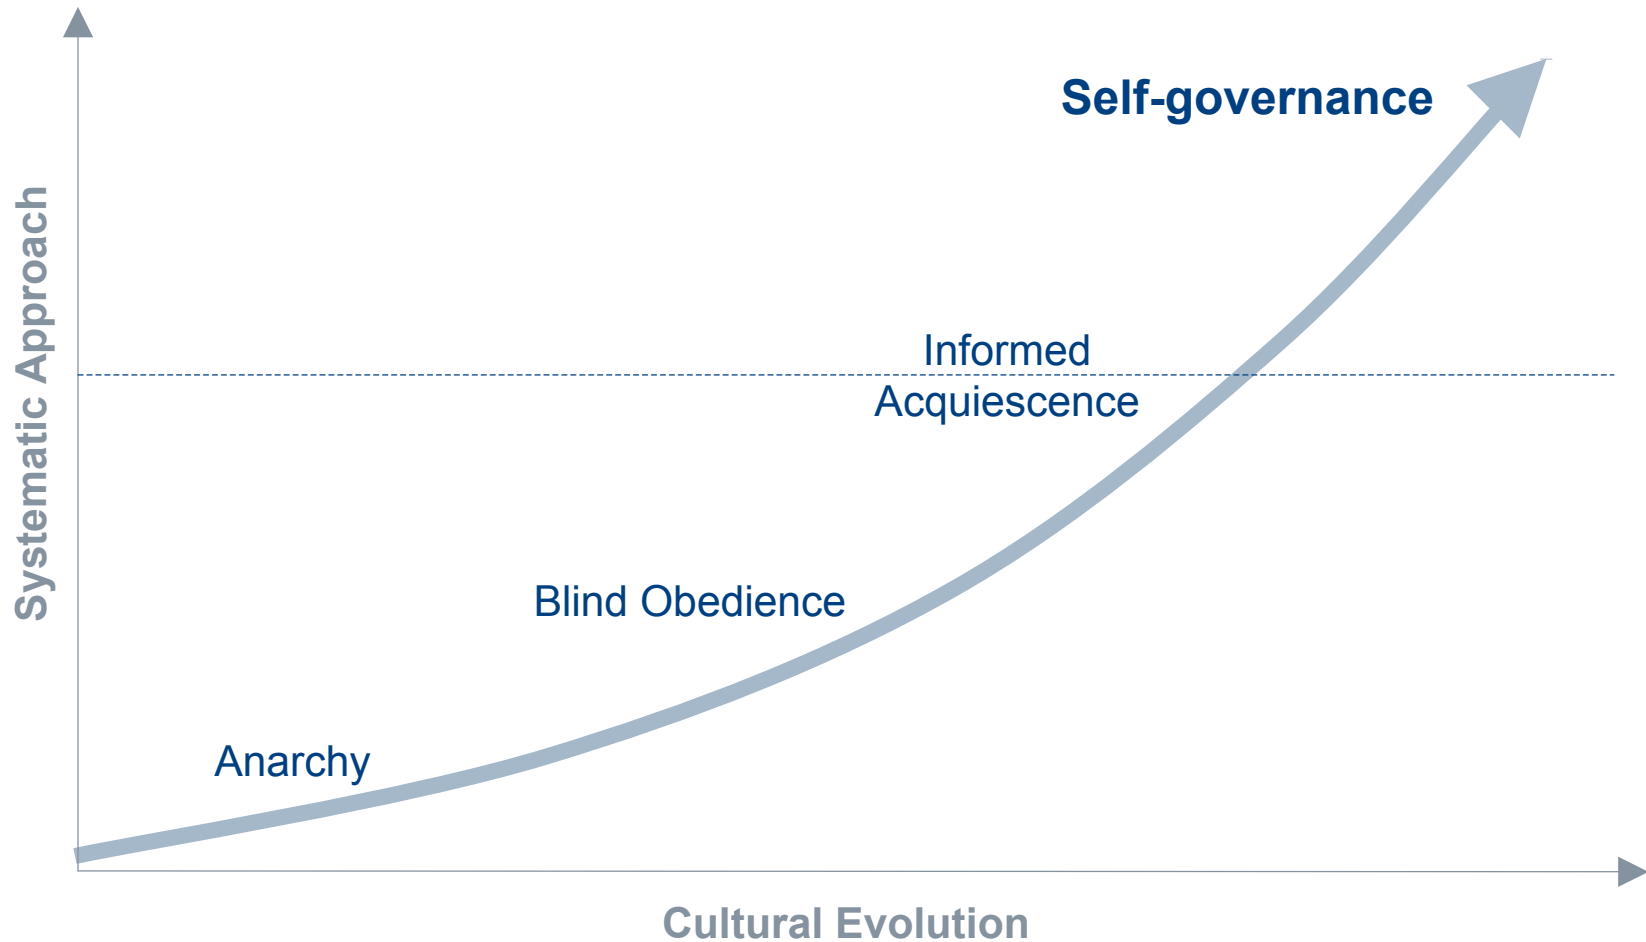 Self-governance
Informed
Acquiescence
Blind Obedience
Anarchy
Systematic Approach
Cultural Evolution